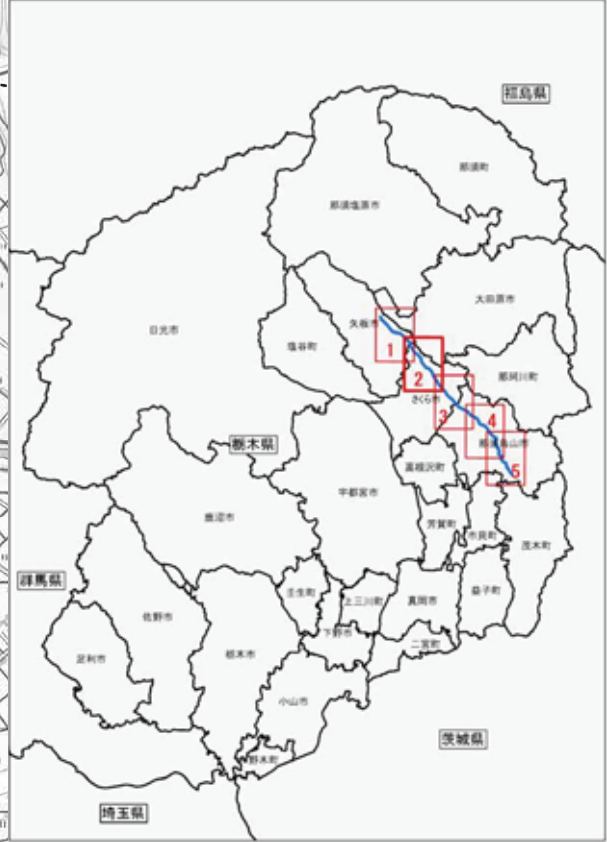 福島県
那須町
那須塩原市
大田原市
矢板市
日光市
塩谷町
1
2
那珂川町
さくら市
3
4
栃木県
那須烏山市
高根沢町
5
宇都宮市
鹿沼市
芳賀町
市貝町
茂木町
群馬県
壬生町
上三川町
真岡市
益子町
佐野市
下野市
二宮町
足利市
栃木市
小山市
茨城県
野木町
埼玉県